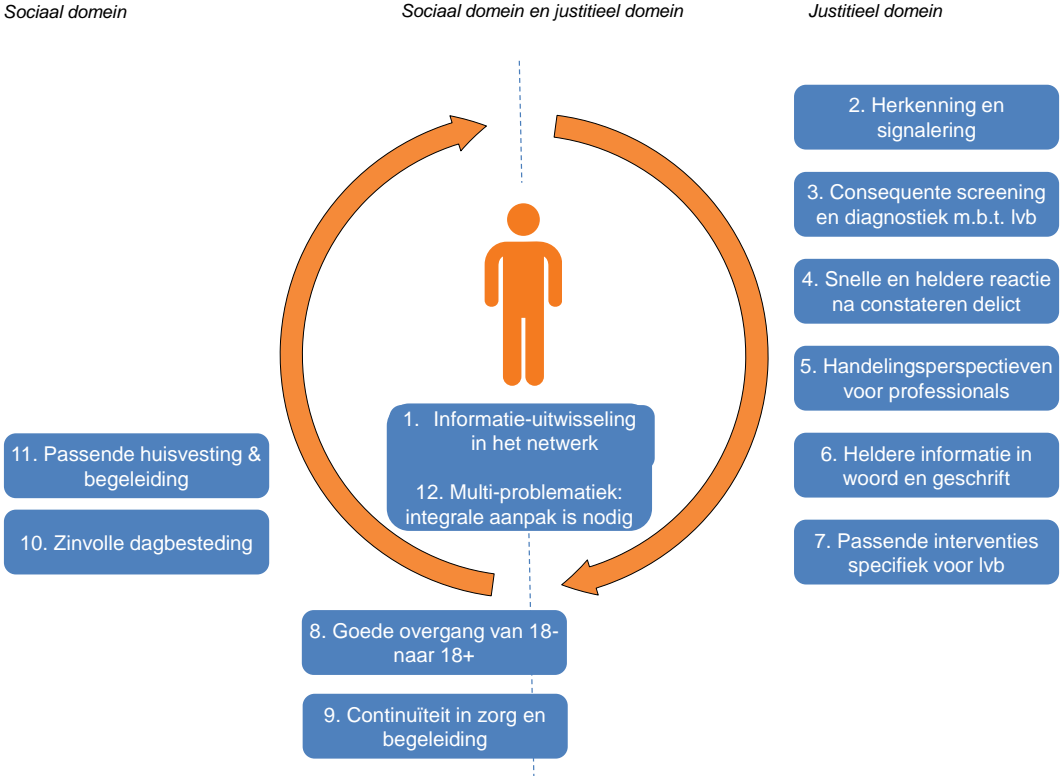 Sociaal domein
Sociaal domein en justitieel domein
Justitieel domein
1. Informatie-uitwisseling
in het netwerk
12. Multi-problematiek:
integrale aanpak is nodig
2. Herkenning en
signalering
3. Consequente screening
en diagnostiek m.b.t. lvb
4. Snelle en heldere reactie
na constateren delict
5. Handelingsperspectieven
voor professionals
6. Heldere informatie in
woord en geschrift
7. Passende interventies
specifiek voor lvb
8. Goede overgang van 18-
naar 18+
9. Continuïteit in zorg en
begeleiding
11. Passende huisvesting &
begeleiding
10. Zinvolle dagbesteding